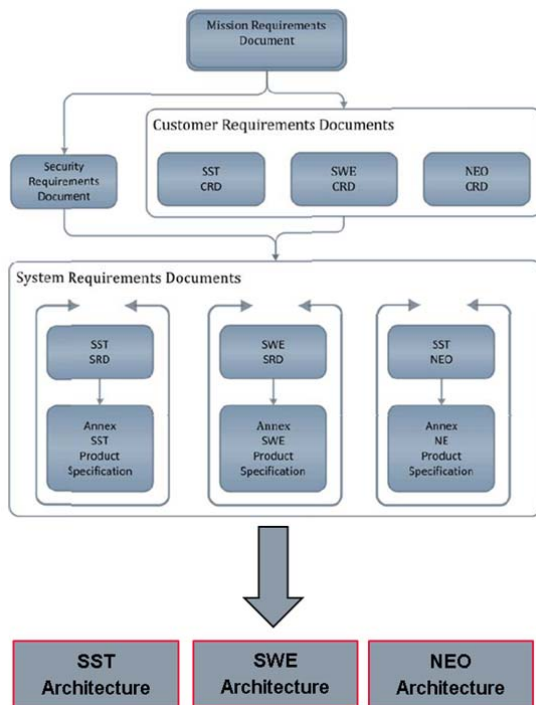 Mission Requirements
Document
Customer Requirements Documents
Security
Requirements
Document
SST
CRD
SWE
CRD
NEO
CRD
System Requirements Documents
SST
SRD
SWE
SRD
SST
NEO
Annex
SST
Product
Specification
Annex
SWE
Product
Specification
Annex
NE
Product
Specification
SST
Architecture
SWE
Architecture
NEO
Architecture